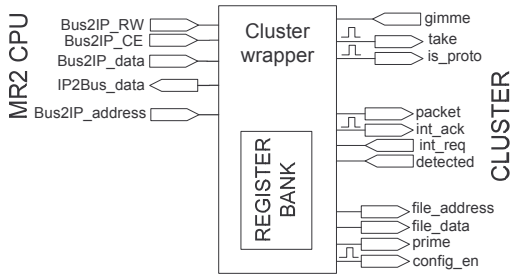 MR2 CPU
Bus2IP_RW
Bus2IP_CE
Bus2IP_data
IP2Bus_data
Bus2IP_address
Cluster
wrapper
REGISTER
BANK
gimme
take
is_proto
packet
int_ack
int_req
detected
file_address
file_data
prime
config_en
CLUSTER